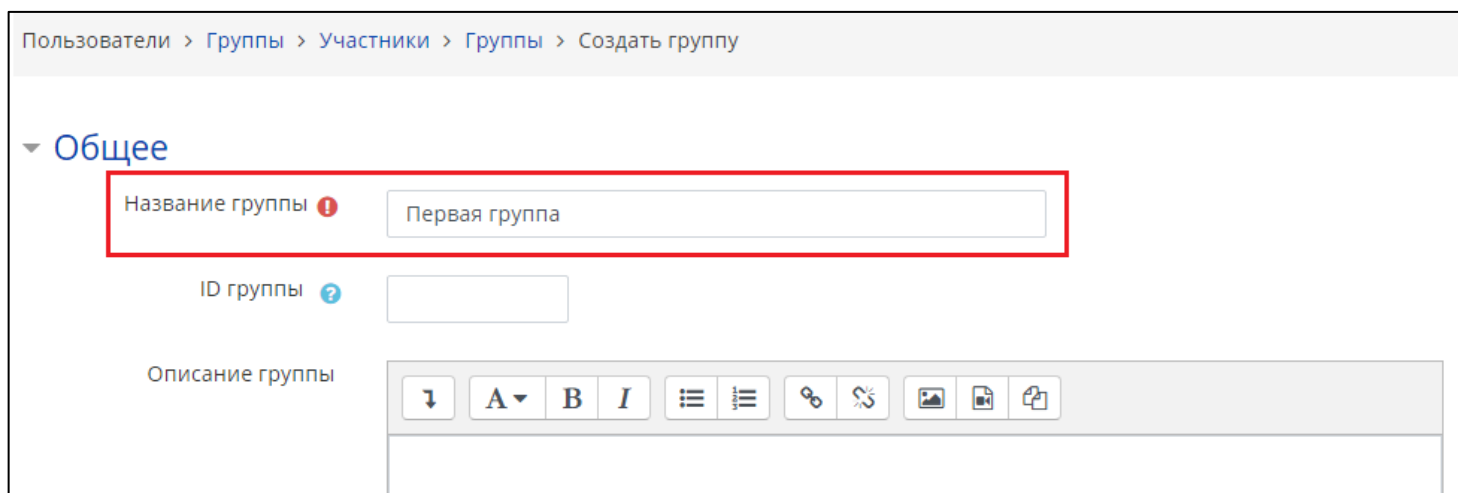 Пользователи > Группы > Участники > Группы > Создать группу
Общее
Название группы
Первая группа
ID группы
Описание группы
A B I